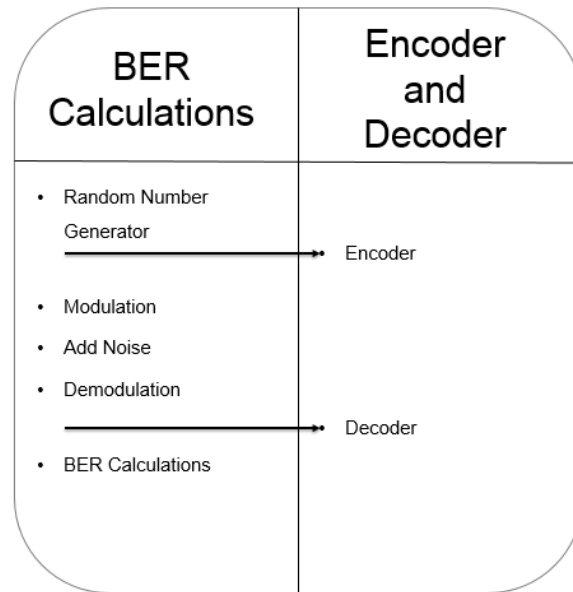 BER
Calculations
Encoder
and
Decoder
• Random Number
Generator
• Encoder
• Modulation
• Add Noise
• Demodulation
• Decoder
• BER Calculations